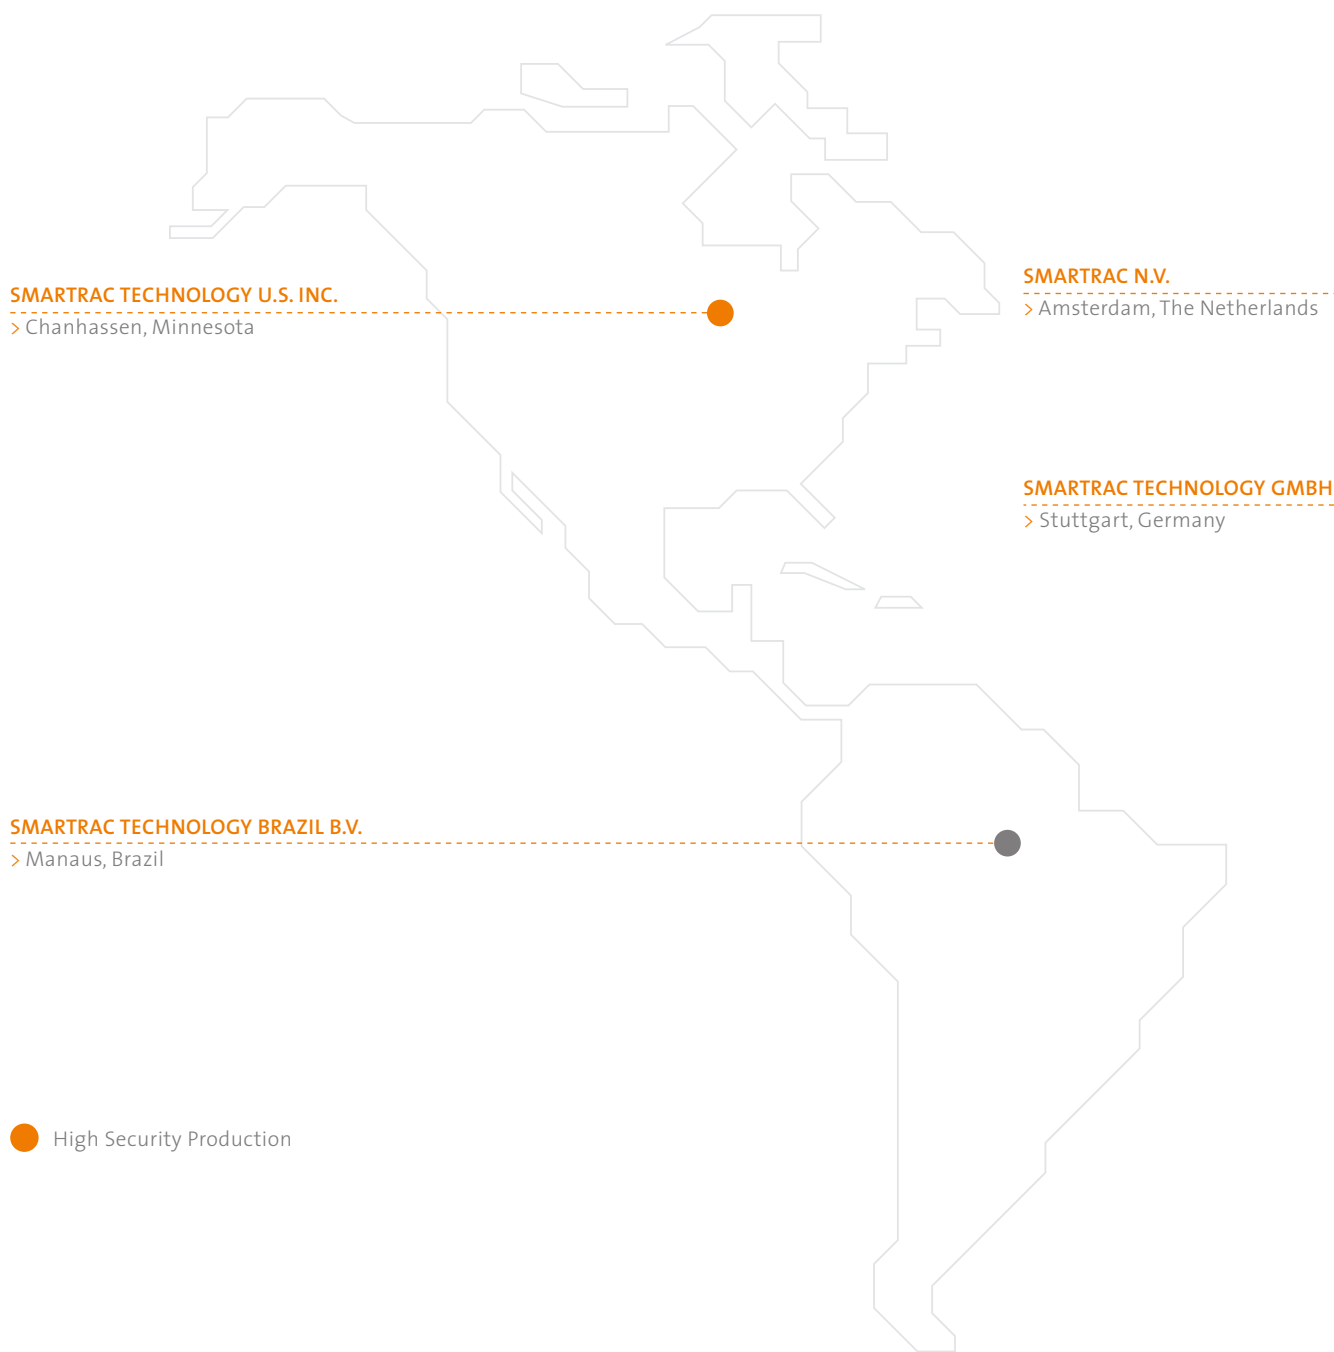 SMARTRAC TECHNOLOGY U.S. INC.
> Chanhassen, Minnesota
SMARTRAC N.V.
> Amsterdam, The Netherlands
SMARTRAC TECHNOLOGY GMBH
> Stuttgart, Germany
SMARTRAC TECHNOLOGY BRAZIL B.V.
> Manaus, Brazil
High Security Production